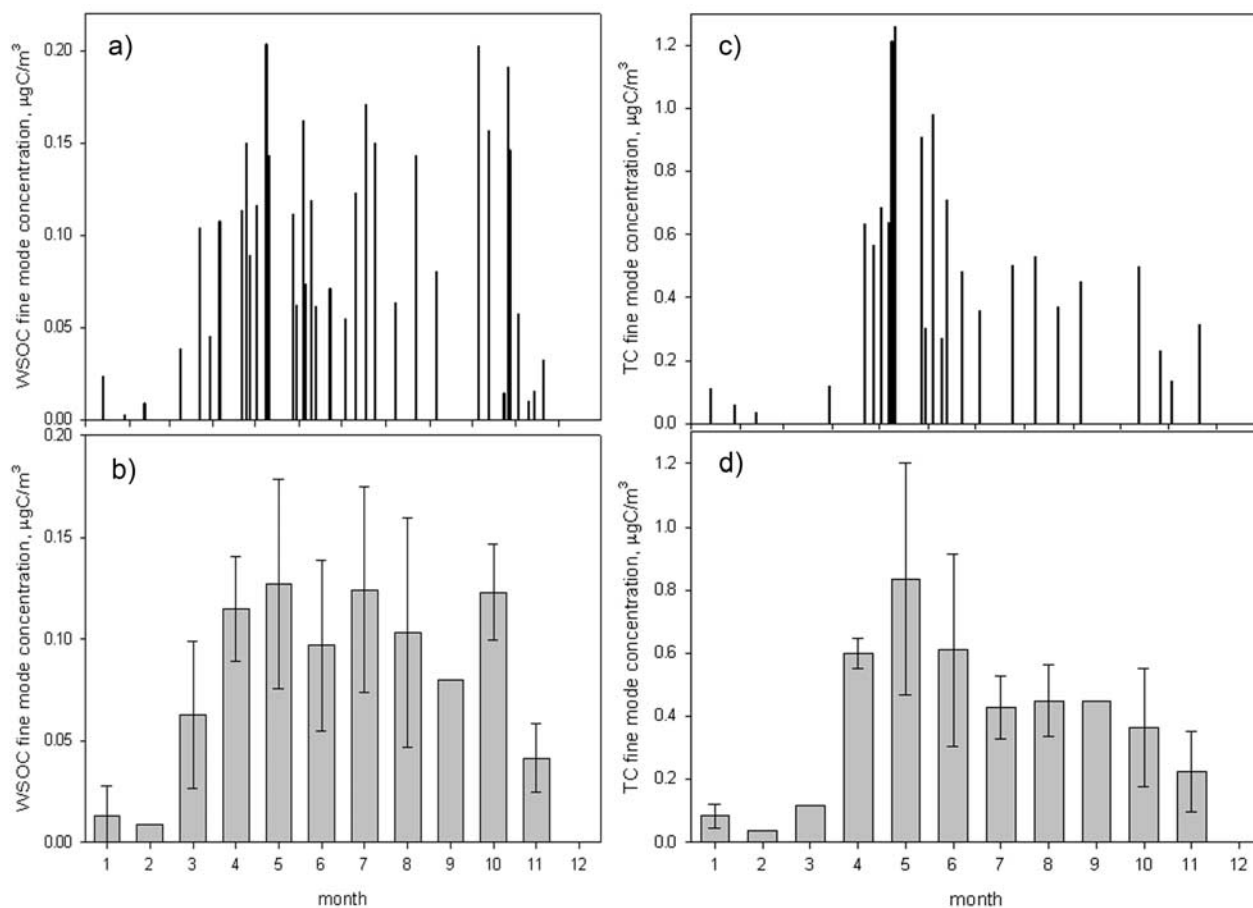 a)
WSOC fine mode concentration, µgC/m³
0.20
0.15
0.10
0.05
0.00
c)
TC fine mode concentration, µgC/m³
1.2
1.0
0.8
0.6
0.4
0.2
0.0
b)
WSOC fine mode concentration, µgC/m³
0.20
0.15
0.10
0.05
0.00
1 2 3 4 5 6 7 8 9 10 11 12
month
d)
TC fine mode concentration, µgC/m³
1.2
1.0
0.8
0.6
0.4
0.2
0.0
1 2 3 4 5 6 7 8 9 10 11 12
month